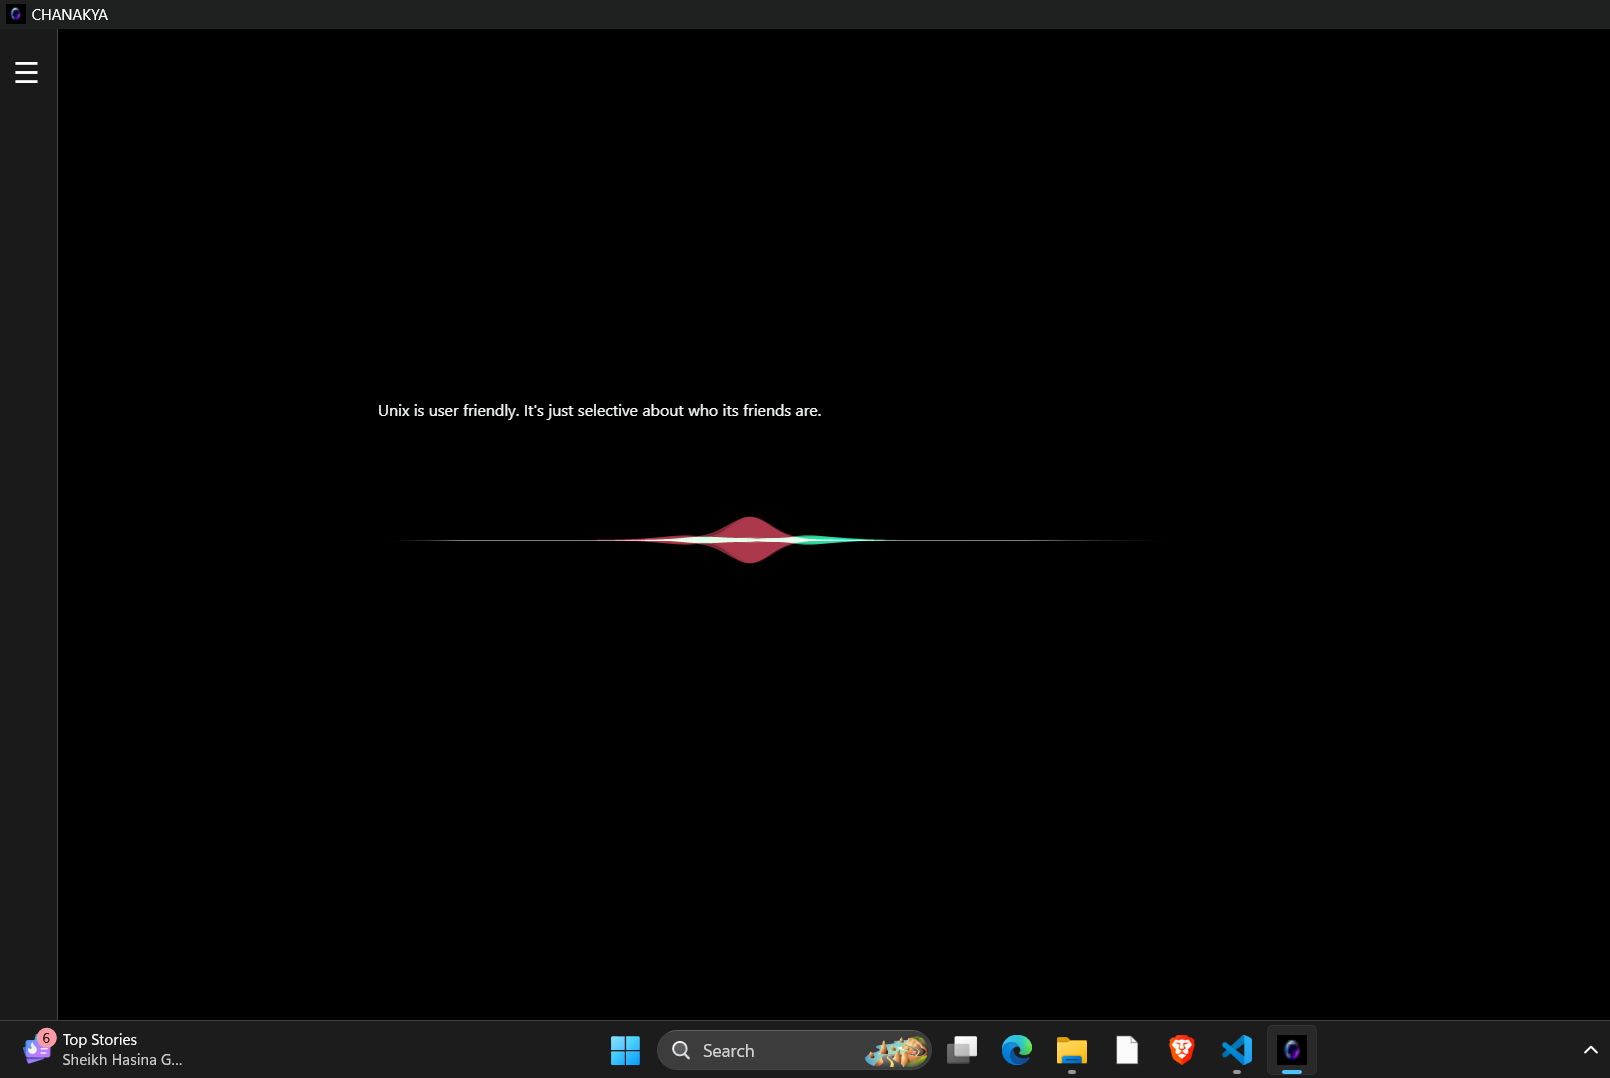 CHANAKYA
Unix is user friendly. It's just selective about who its friends are.
6
Top Stories
Sheikh Hasina G...
Search